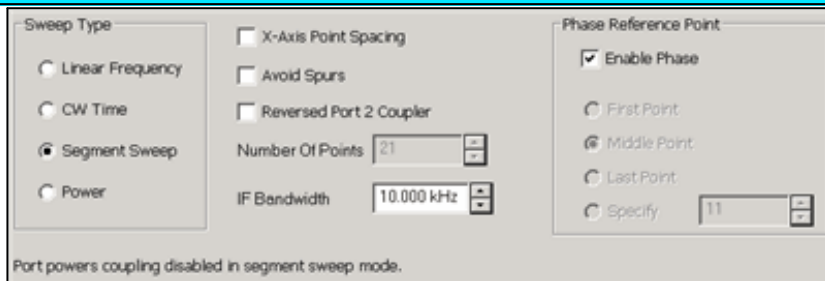 Sweep Type
Linear Frequency
CW Time
Segment Sweep
Power
X-Axis Point Spacing
Avoid Spurs
Reversed Port 2 Coupler
Number Of Points 21
IF Bandwidth 10.000 kHz
Phase Reference Point
Enable Phase
First Point
Middle Point
Last Point
Specify 11
Port powers coupling disabled in segment sweep mode.